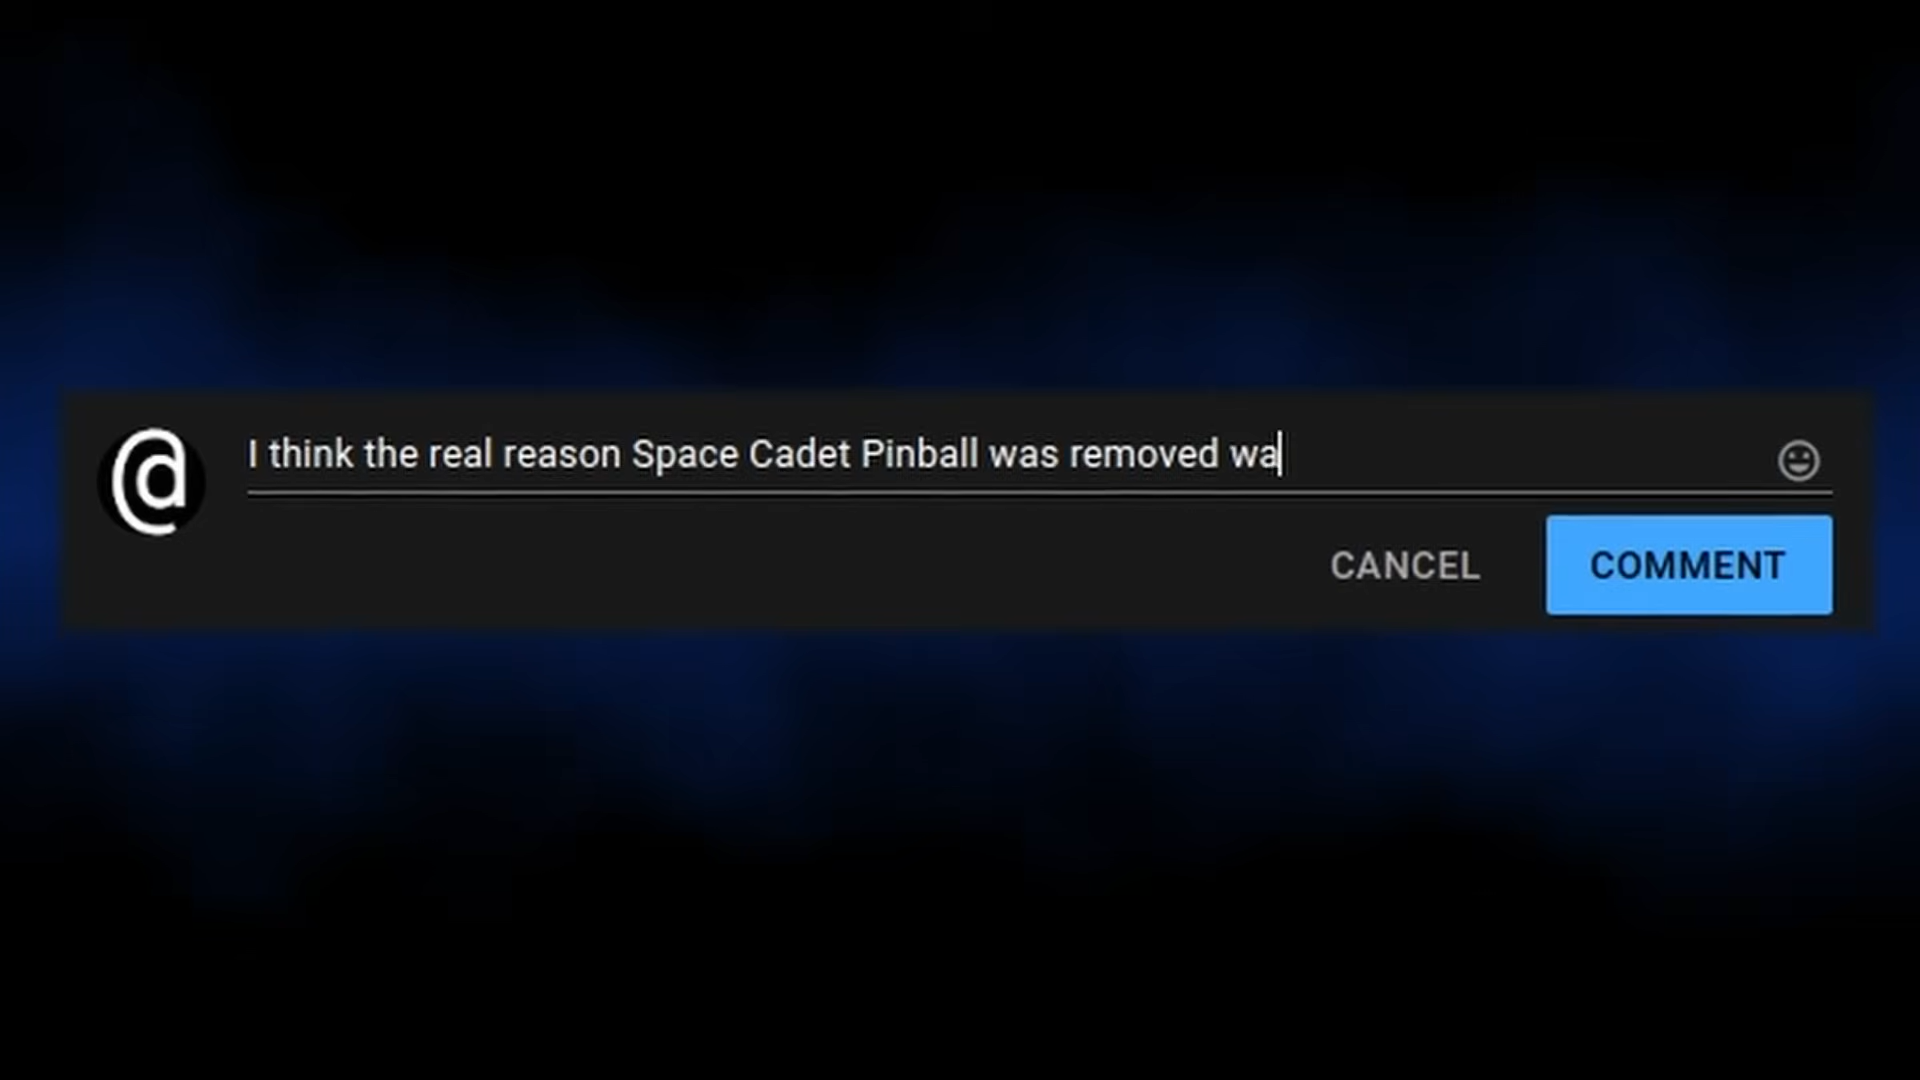 @
I think the real reason Space Cadet Pinball was removed wa
CANCEL
COMMENT